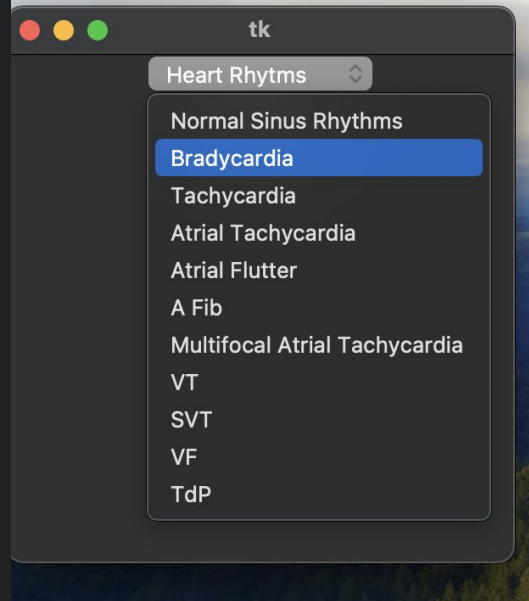 tk
Heart Rhytms
Normal Sinus Rhythms
Bradycardia
Tachycardia
Atrial Tachycardia
Atrial Flutter
A Fib
Multifocal Atrial Tachycardia
VT
SVT
VF
TdP